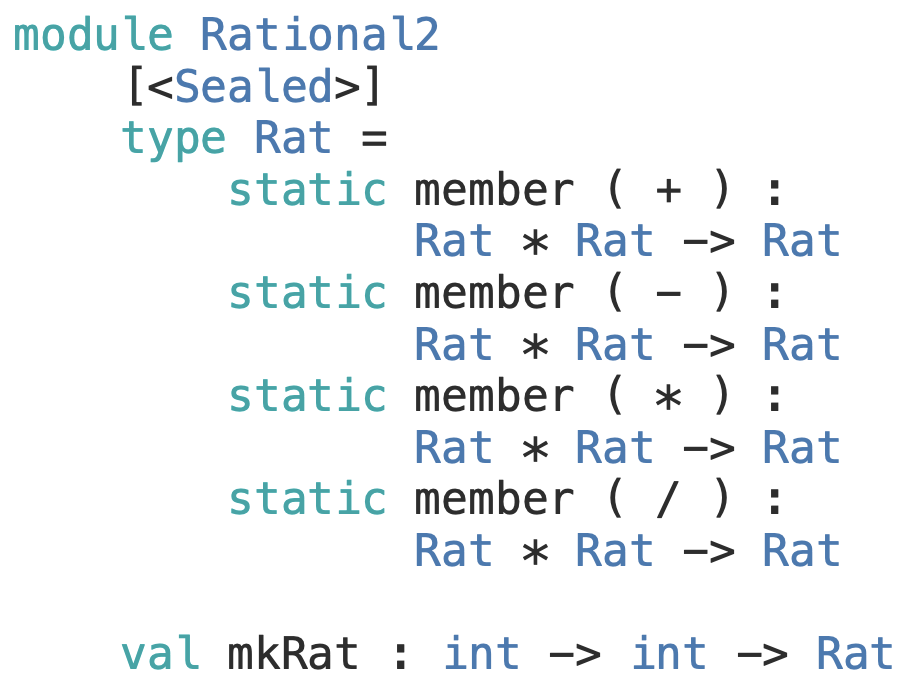 module Rational2
[<Sealed>]
type Rat =
static member ( + ) :
Rat * Rat -> Rat
static member ( - ) :
Rat * Rat -> Rat
static member ( * ) :
Rat * Rat -> Rat
static member ( / ) :
Rat * Rat -> Rat
val mkRat : int -> int -> Rat